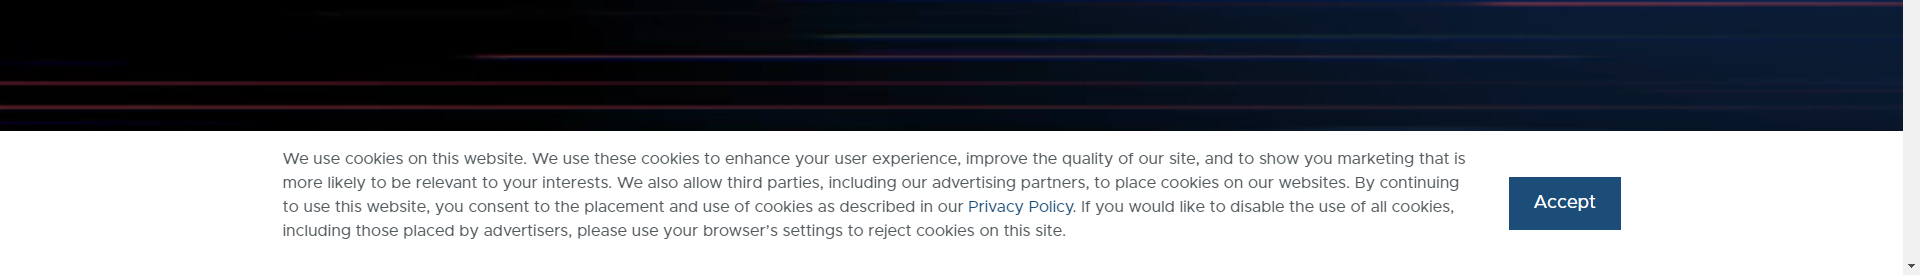 We use cookies on this website. We use these cookies to enhance your user experience, improve the quality of our site, and to show you marketing that is
more likely to be relevant to your interests. We also allow third parties, including our advertising partners, to place cookies on our websites. By continuing
to use this website, you consent to the placement and use of cookies as described in our Privacy Policy. If you would like to disable the use of all cookies,
including those placed by advertisers, please use your browser’s settings to reject cookies on this site.
Accept